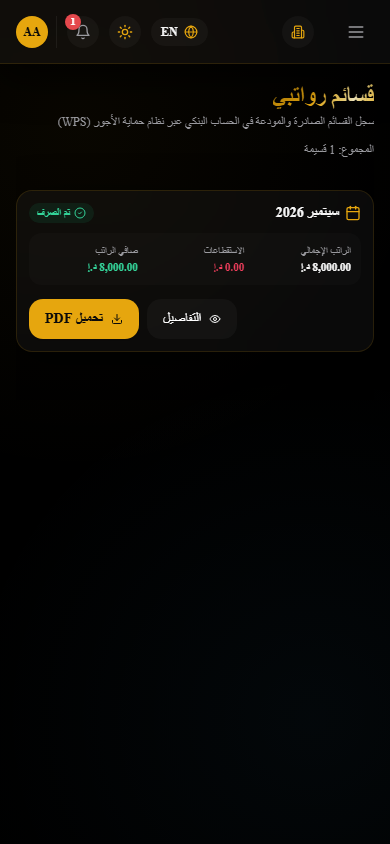 EN
1
AA
قسائم رواتبي
سجل القسائم الصادرة والمودعة في الحساب البنكي عبر نظام حماية الأجور (WPS)
المجموع: 1 قسيمة
سبتمبر 2026
تم الصرف
الراتب الإجمالي
الاستقطاعات
صافي الراتب
8,000.00 د.إ
0.00 د.إ
8,000.00 د.إ
التفاصيل
تحميل PDF